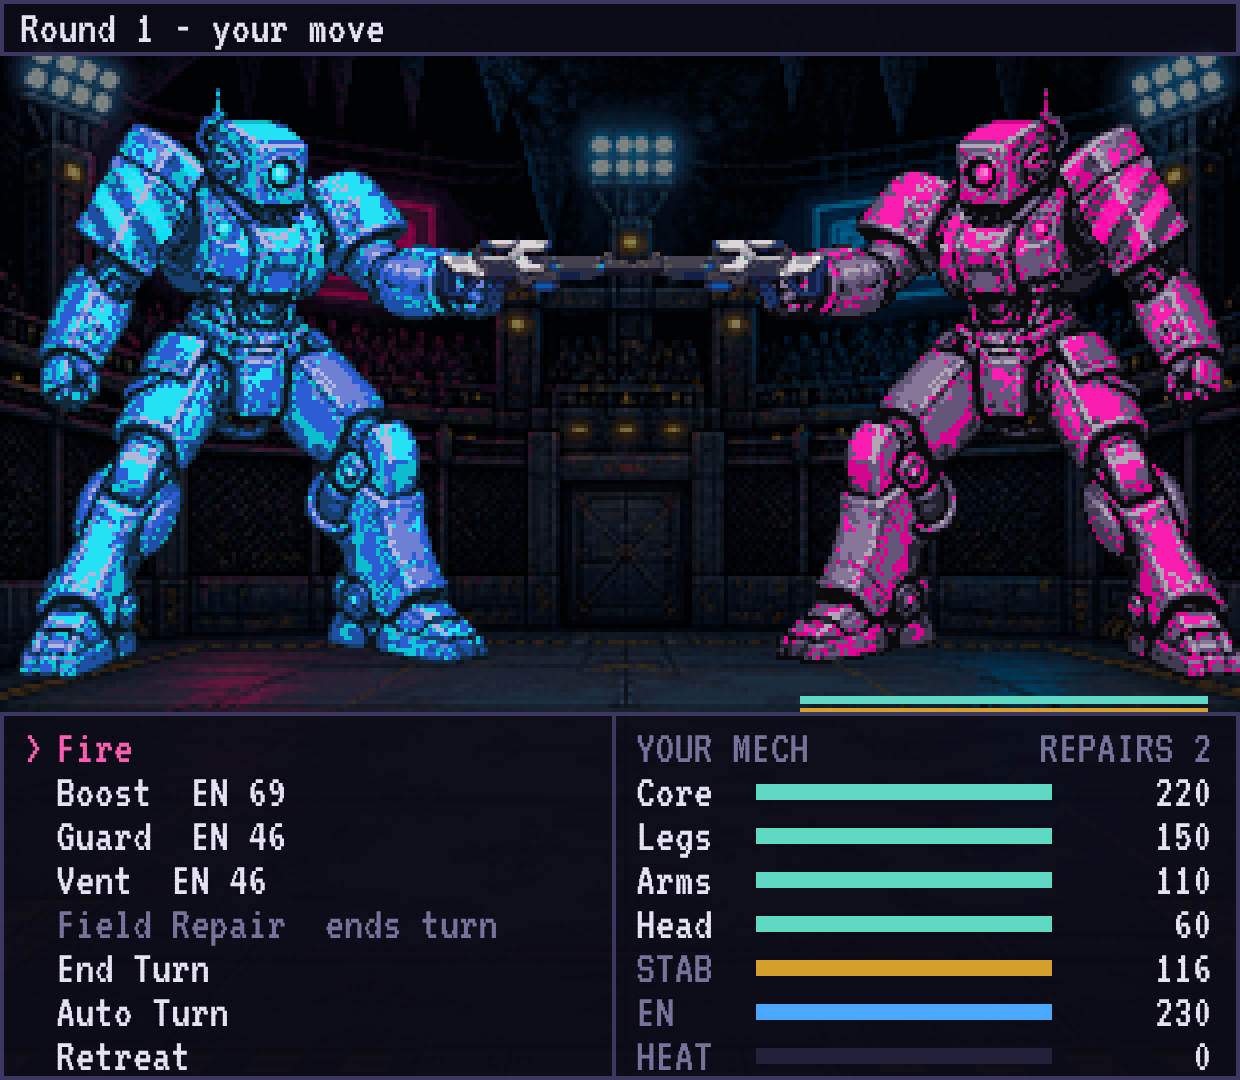 Round 1 - your move
> Fire
Boost EN 69
Guard EN 46
Vent EN 46
Field Repair ends turn
End Turn
Auto Turn
Retreat
YOUR MECH REPAIRS 2
Core 220
Legs 150
Arms 110
Head 60
STAB 116
EN 230
HEAT 0